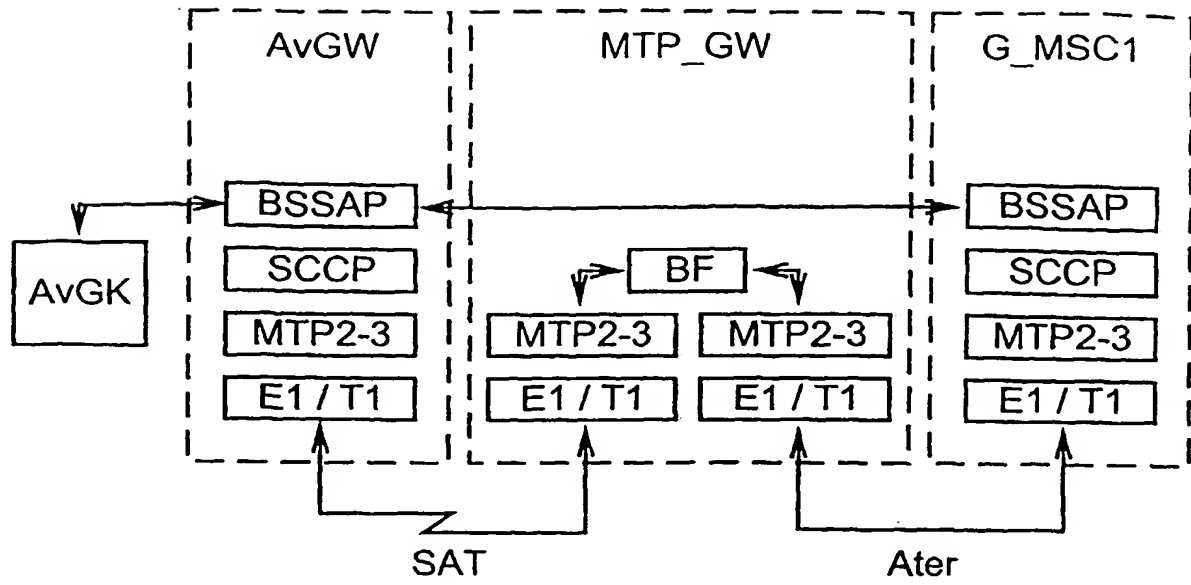 AvGW
MTP_GW
G_MSC1
BSSAP
BSSAP
SCCP
BF
SCCP
AvGK
MTP2-3
MTP2-3
MTP2-3
MTP2-3
E1 / T1
E1 / T1
E1 / T1
E1 / T1
SAT
Ater